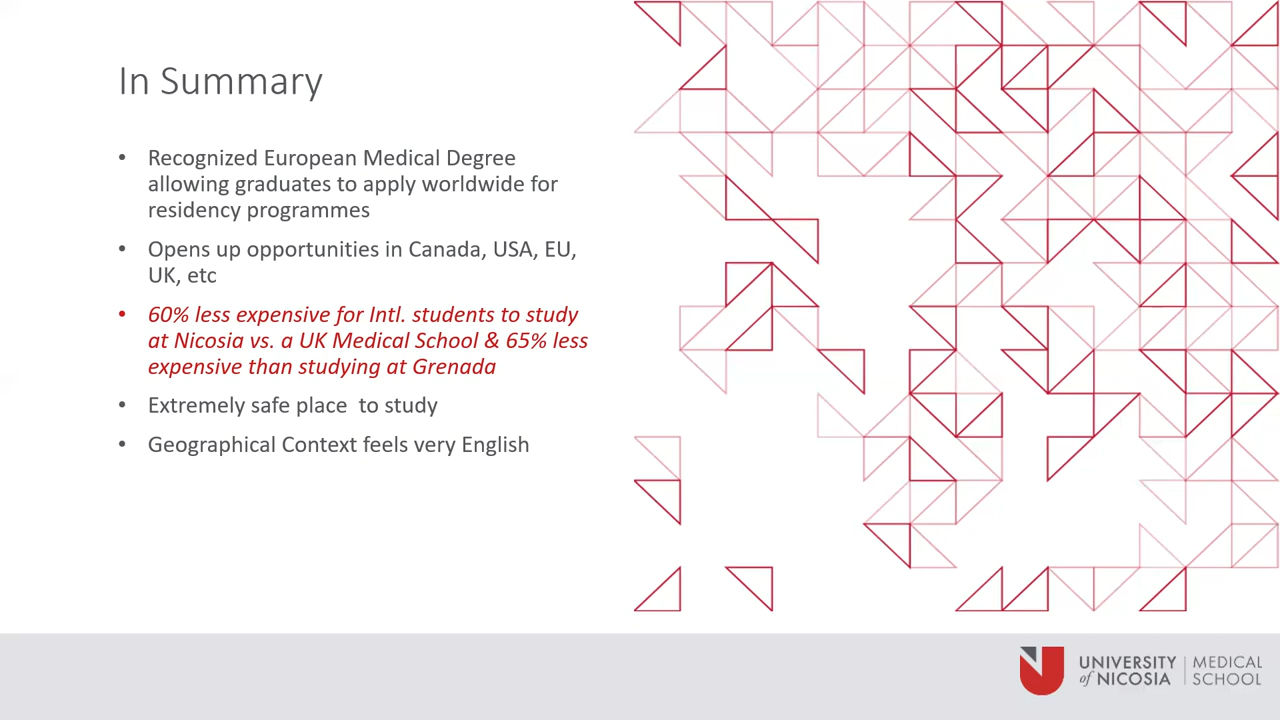 In Summary
• Recognized European Medical Degree
allowing graduates to apply worldwide for
residency programmes
• Opens up opportunities in Canada, USA, EU,
UK, etc
• 60% less expensive for Intl. students to study
at Nicosia vs. a UK Medical School & 65% less
expensive than studying at Grenada
• Extremely safe place  to study
• Geographical Context feels very English
UNIVERSITY
of NICOSIA
MEDICAL
SCHOOL